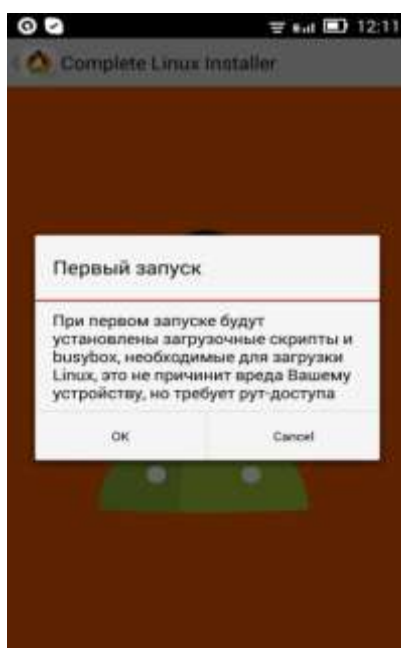 12:11
Complete Linux Installer
Первый запуск
При первом запуске будут
установлены загрузочные скрипты и
busybox, необходимые для загрузки
Linux, это не причинит вреда Вашему
устройству, но требует рут-доступа
OK
Cancel